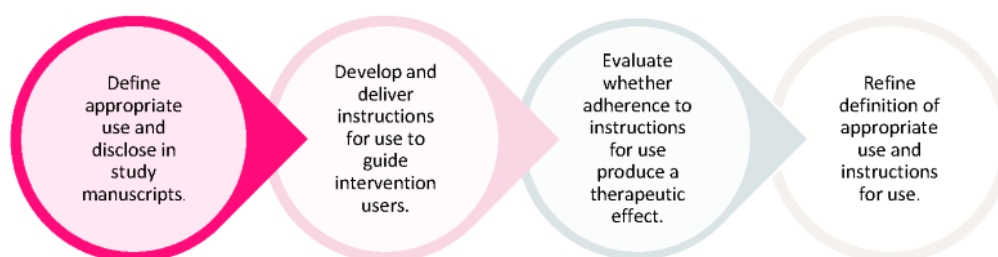 Define
appropriate
use and
disclose in
study
manuscripts.
Develop and
deliver
instructions
for use to
guide
intervention
users.
Evaluate
whether
adherence to
instructions
for use
produce a
therapeutic
effect.
Refine
definition of
appropriate
use and
instructions
for use.